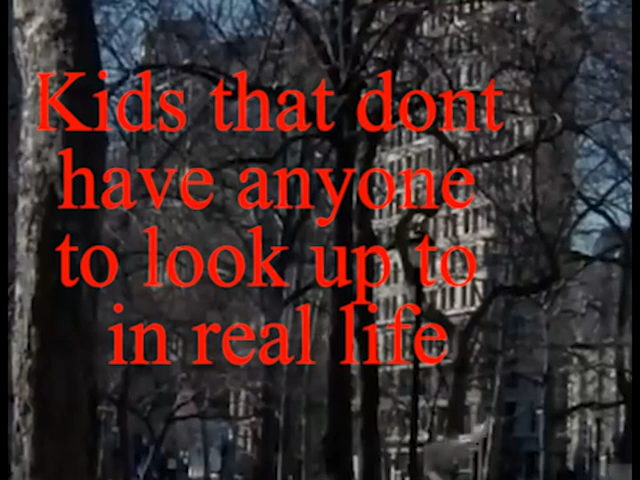 Kids that dont
have anyone
to look up to
in real life